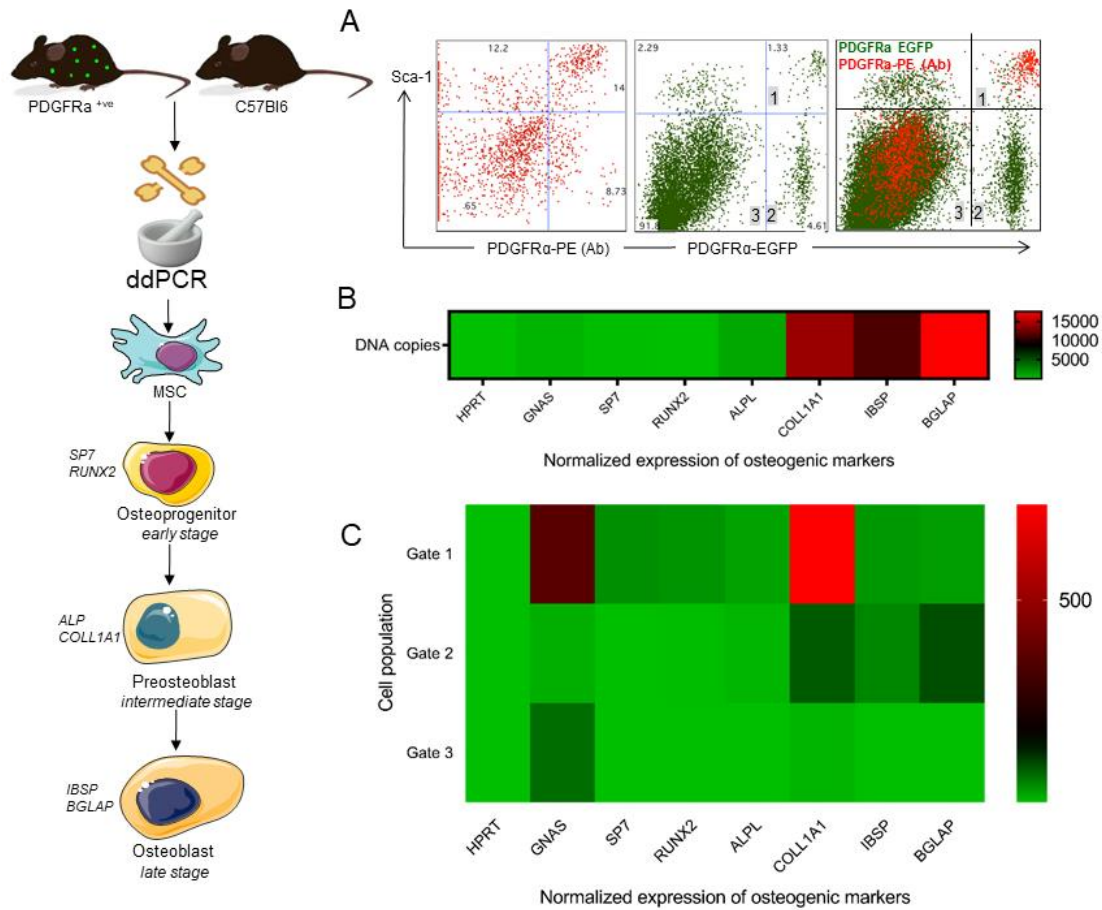 PDGFRa +ve
C57Bl6
ddPCR
MSC
SP7
RUNX2
Osteoprogenitor
early stage
ALP
COLL1A1
Preosteoblast
intermediate stage
IBSP
BGLAP
Osteoblast
late stage
A
Sca-1
12.2
14
8.73
.65
PDGFRα-PE (Ab)
2.29
1.33
1
3 2
91.8
4.61
PDGFRα-EGFP
PDGFRa EGFP
PDGFRa-PE (Ab)
1
3 2
B
DNA copies
15000
10000
5000
HPRT
GNAS
SP7
RUNX2
ALPL
COLL1A1
IBSP
BGLAP
Normalized expression of osteogenic markers
C
Cell population
Gate 1
Gate 2
Gate 3
500
HPRT
GNAS
SP7
RUNX2
ALPL
COLL1A1
IBSP
BGLAP
Normalized expression of osteogenic markers